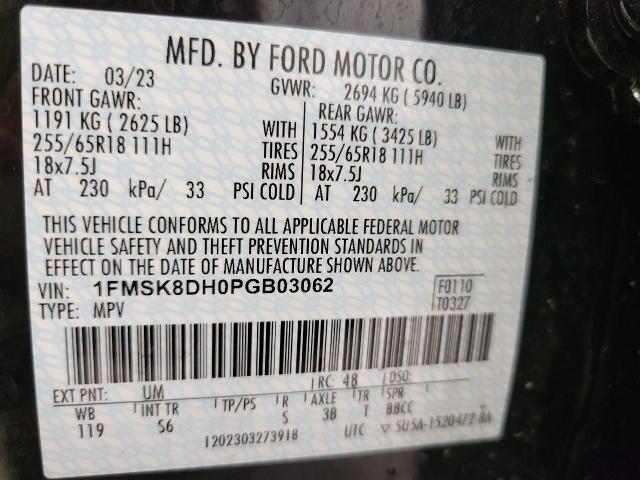 MFD. BY FORD MOTOR CO.
DATE: 03/23 GVWR: 2694 KG ( 5940 LB)
FRONT GAWR: REAR GAWR:
1191 KG ( 2625 LB) WITH 1554 KG ( 3425 LB) WITH
255/65R18 111H TIRES 255/65R18 111H TIRES
18x7.5J RIMS 18x7.5J RIMS
AT 230 kPa/ 33 PSI COLD AT 230 kPa/ 33 PSI COLD
THIS VEHICLE CONFORMS TO ALL APPLICABLE FEDERAL MOTOR
VEHICLE SAFETY AND THEFT PREVENTION STANDARDS IN
EFFECT ON THE DATE OF MANUFACTURE SHOWN ABOVE.
VIN: 1FMSK8DH0PGB03062 F0110
TYPE: MPV T0327
EXT PNT: UM RC: 48 DSO:
WB INT TR TP/PS R AXLE TR SPR
119 S6 S 3B T BBCC
1202303273918 UTC ▽ 5U5A-1520472-BA